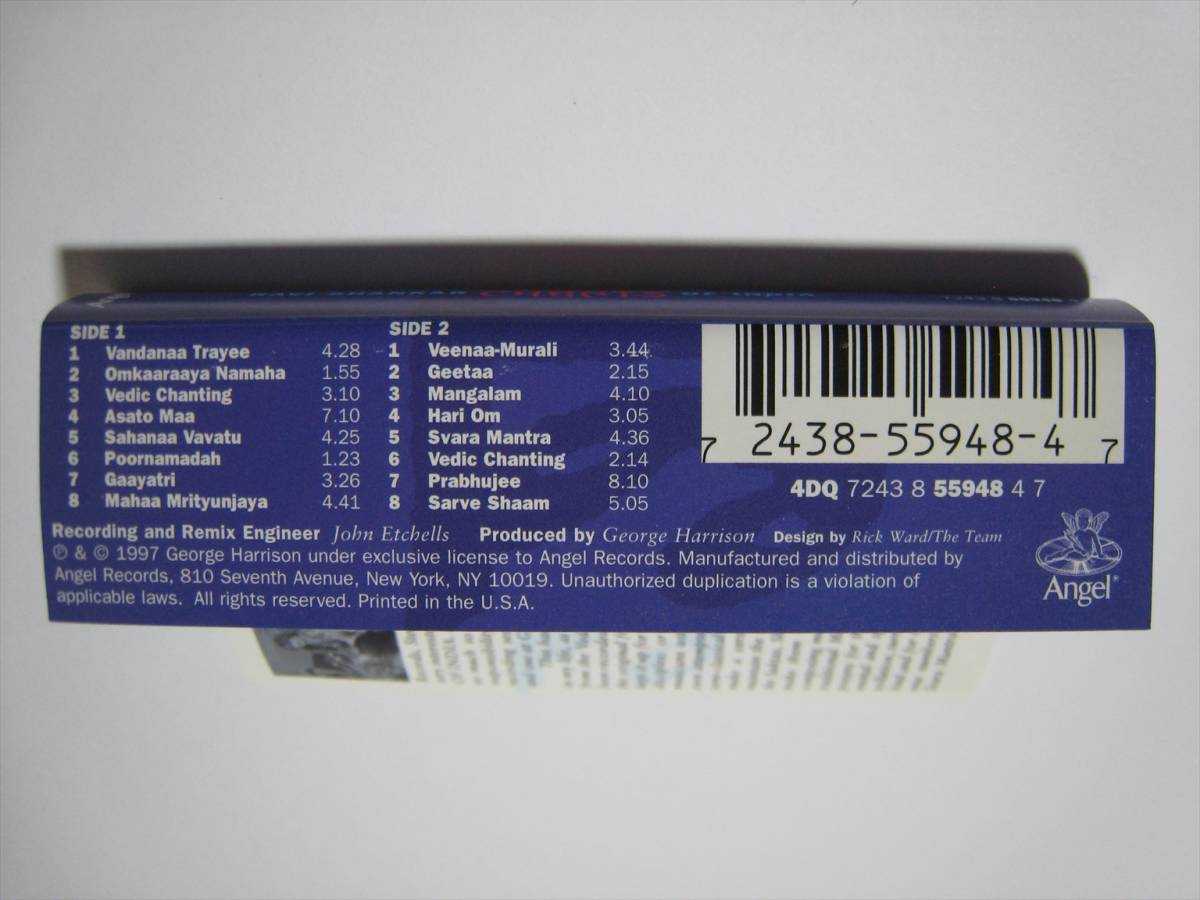 RAVI SHANKAR CHANTS OF INDIA
SIDE 1
1 Vandanaa Trayee 4.28
2 Omkaaraaya Namaha 1.55
3 Vedic Chanting 3.10
4 Asato Maa 7.10
5 Sahanaa Vavatu 4.25
6 Poornamadah 1.23
7 Gaayatri 3.26
8 Mahaa Mrityunjaya 4.41
SIDE 2
1 Veenaa-Murali 3.44
2 Geetaa 2.15
3 Mangalam 4.10
4 Hari Om 3.05
5 Svara Mantra 4.36
6 Vedic Chanting 2.14
7 Prabhujee 8.10
8 Sarve Shaam 5.05
7 2438-55948-4 7
4DQ 7243 8 55948 4 7
Recording and Remix Engineer John Etchells Produced by George Harrison Design by Rick Ward/The Team
℗ & © 1997 George Harrison under exclusive license to Angel Records. Manufactured and distributed by
Angel Records, 810 Seventh Avenue, New York, NY 10019. Unauthorized duplication is a violation of
applicable laws. All rights reserved. Printed in the U.S.A.
Angel®